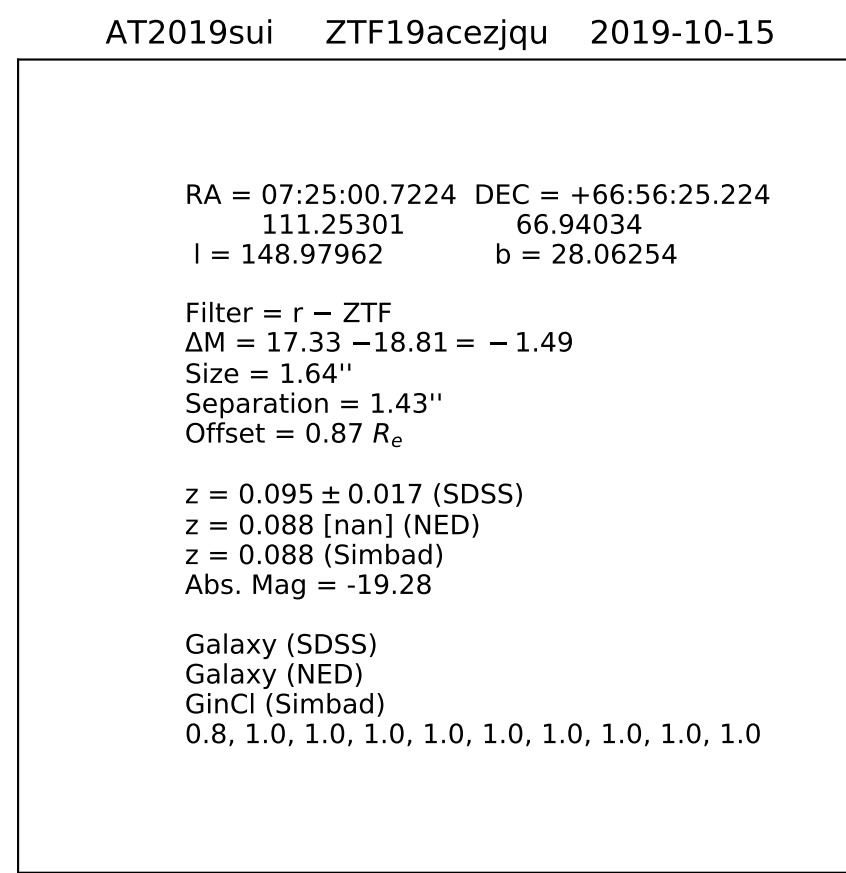 AT2019sui ZTF19acezjqu 2019-10-15
RA = 07:25:00.7224 DEC = +66:56:25.224
111.25301 66.94034
l = 148.97962 b = 28.06254
Filter = r − ZTF
ΔM = 17.33 −18.81 = − 1.49
Size = 1.64''
Separation = 1.43''
Offset = 0.87 Re
z = 0.095 ± 0.017 (SDSS)
z = 0.088 [nan] (NED)
z = 0.088 (Simbad)
Abs. Mag = -19.28
Galaxy (SDSS)
Galaxy (NED)
GinCl (Simbad)
0.8, 1.0, 1.0, 1.0, 1.0, 1.0, 1.0, 1.0, 1.0, 1.0